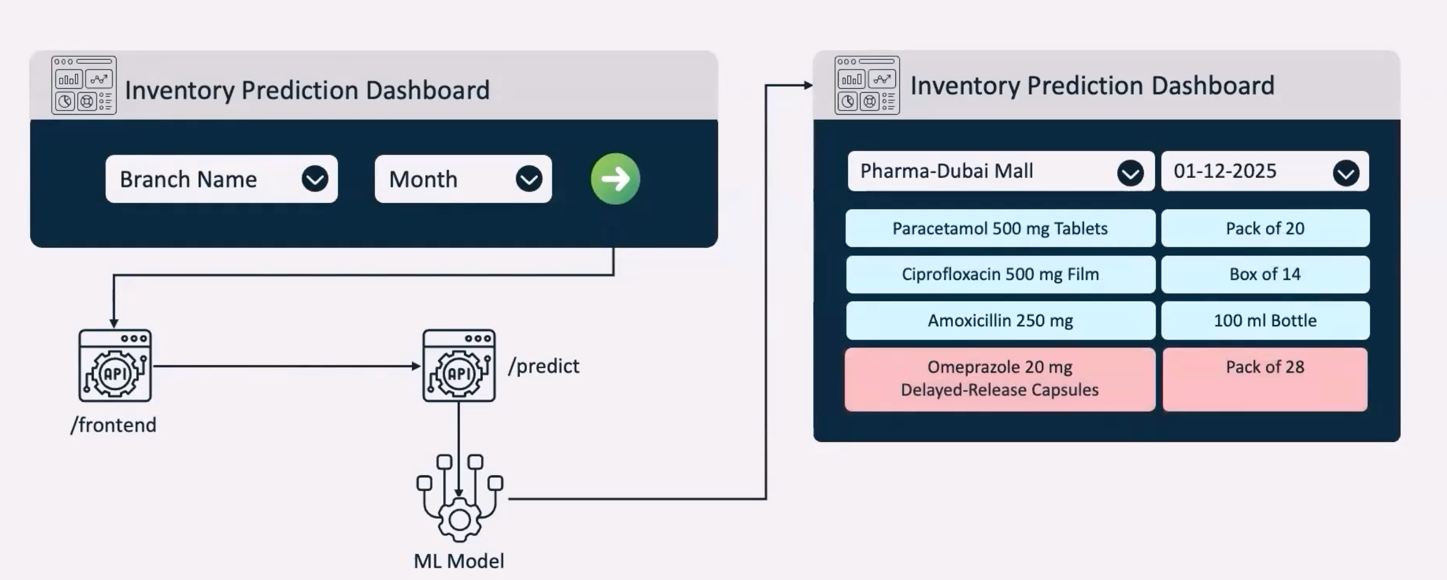 Inventory Prediction Dashboard
Branch Name
Month
API
/frontend
API
/predict
ML Model
Inventory Prediction Dashboard
Pharma-Dubai Mall
01-12-2025
Paracetamol 500 mg Tablets
Pack of 20
Ciprofloxacin 500 mg Film
Box of 14
Amoxicillin 250 mg
100 ml Bottle
Omeprazole 20 mg
Delayed-Release Capsules
Pack of 28